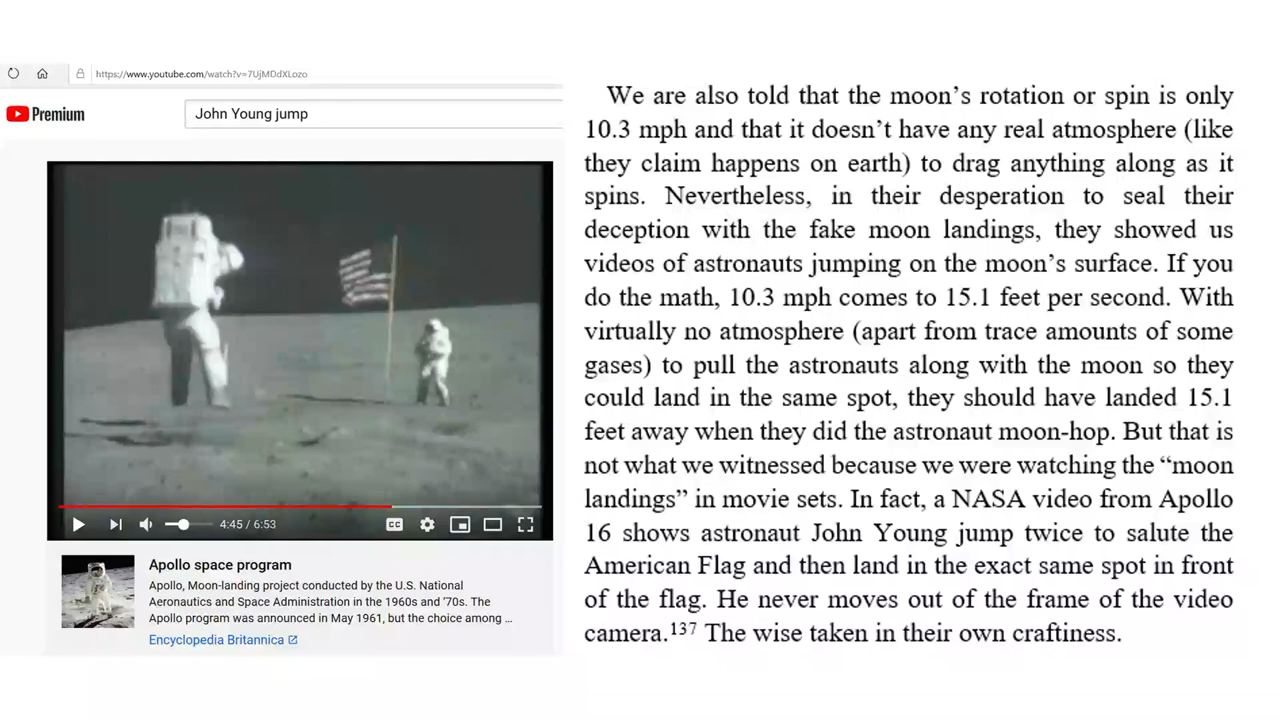 https://www.youtube.com/watch?v=7UjMDdXLozo
Premium
John Young jump
4:45 / 6:53
CC
Apollo space program
Apollo, Moon-landing project conducted by the U.S. National
Aeronautics and Space Administration in the 1960s and '70s. The
Apollo program was announced in May 1961, but the choice among ...
Encyclopedia Britannica
We are also told that the moon's rotation or spin is only
10.3 mph and that it doesn't have any real atmosphere (like
they claim happens on earth) to drag anything along as it
spins. Nevertheless, in their desperation to seal their
deception with the fake moon landings, they showed us
videos of astronauts jumping on the moon's surface. If you
do the math, 10.3 mph comes to 15.1 feet per second. With
virtually no atmosphere (apart from trace amounts of some
gases) to pull the astronauts along with the moon so they
could land in the same spot, they should have landed 15.1
feet away when they did the astronaut moon-hop. But that is
not what we witnessed because we were watching the “moon
landings” in movie sets. In fact, a NASA video from Apollo
16 shows astronaut John Young jump twice to salute the
American Flag and then land in the exact same spot in front
of the flag. He never moves out of the frame of the video
camera.137 The wise taken in their own craftiness.